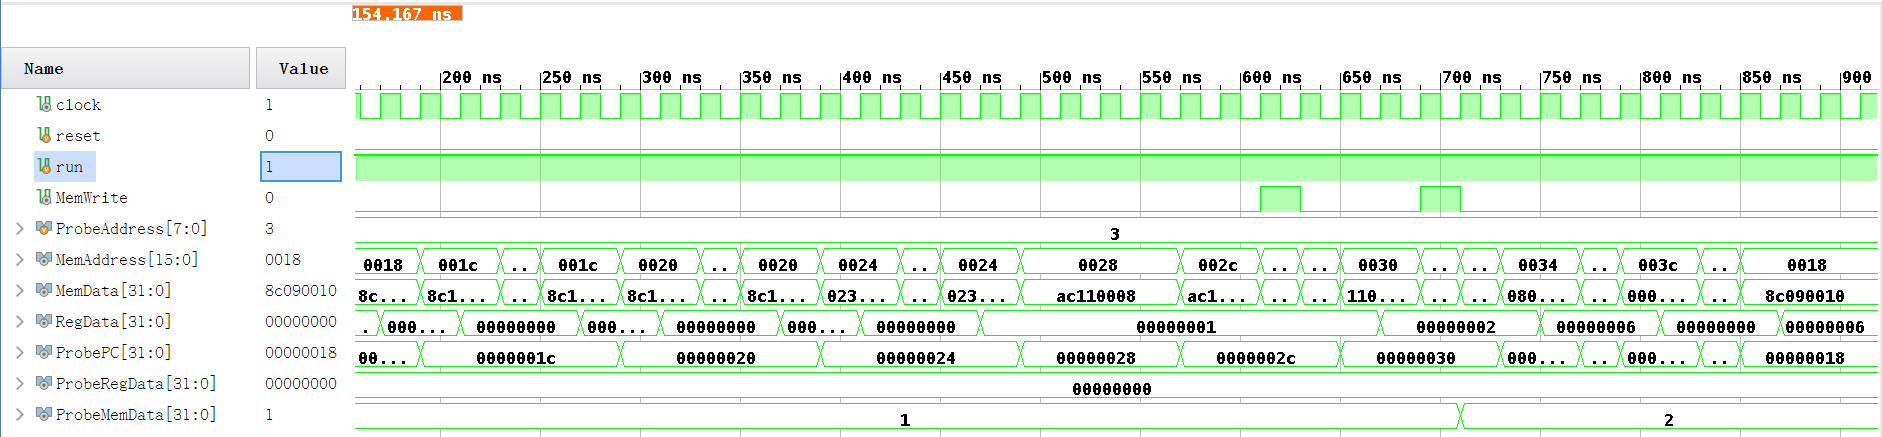 154.167 ns
Name Value
200 ns 250 ns 300 ns 350 ns 400 ns 450 ns 500 ns 550 ns 600 ns 650 ns 700 ns 750 ns 800 ns 850 ns 900
clock 1
reset 0
run 1
MemWrite 0
ProbeAddress[7:0] 3 3
MemAddress[15:0] 0018 0018 001c .. 001c 0020 .. 0020 0024 .. 0024 0028 002c .. .. 0030 .. .. 0034 .. 003c .. 0018
MemData[31:0] 8c090010 8c... 8c1... .. 8c1... 8c1... .. 8c1... 023... .. 023... ac110008 ac1... .. .. 110... .. .. 080... .. 000... .. 8c090010
RegData[31:0] 00000000 . 000... 00000000 000... 00000000 000... 00000000 00000001 00000002 00000006 00000000 00000006
ProbePC[31:0] 00000018 00... 0000001c 00000020 00000024 00000028 0000002c 00000030 000... .. 000... .. 00000018
ProbeRegData[31:0] 00000000 00000000
ProbeMemData[31:0] 1 1 2